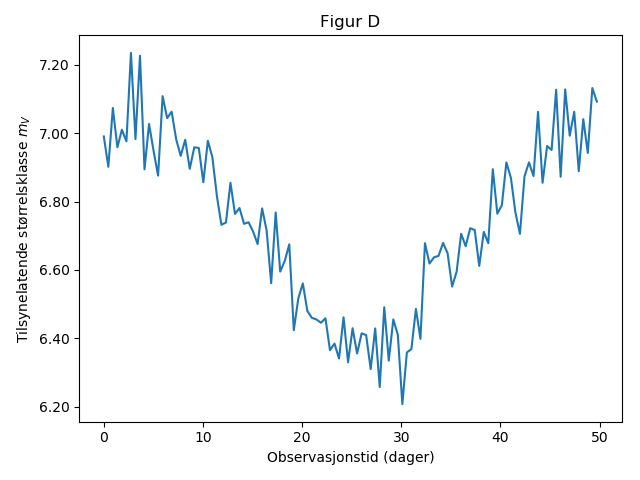 Figur D
Tilsynelatende størrelsklasse $m_V$
7.20
7.00
6.80
6.60
6.40
6.20
0 10 20 30 40 50
Observasjonstid (dager)